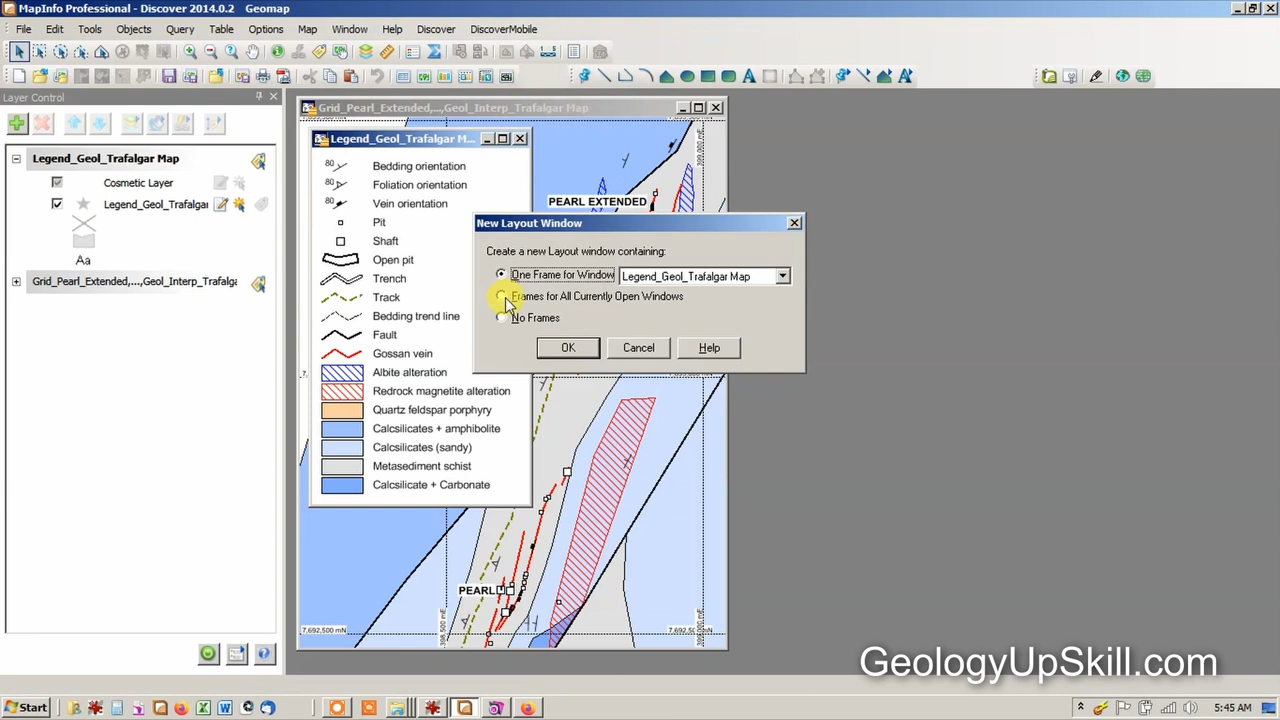 MapInfo Professional - Discover 2014.0.2   Geomap
File Edit Tools Objects Query Table Options Map Window Help Discover DiscoverMobile
Layer Control
Legend_Geol_Trafalgar Map
Cosmetic Layer
Legend_Geol_Trafalgar
Aa
Grid_Pearl_Extended,...,Geol_Interp_Trafalga
Grid_Pearl_Extended,...,Geol_Interp_Trafalgar Map
Legend_Geol_Trafalgar M...
80 Bedding orientation
80 Foliation orientation
80 Vein orientation
Pit
Shaft
Open pit
Trench
Track
Bedding trend line
Fault
Gossan vein
Albite alteration
Redrock magnetite alteration
Quartz feldspar porphyry
Calcsilicates + amphibolite
Calcsilicates (sandy)
Metasediment schist
Calcsilicate + Carbonate
PEARL EXTENDED
New Layout Window
Create a new Layout window containing:
One Frame for Window Legend_Geol_Trafalgar Map
Frames for All Currently Open Windows
No Frames
OK Cancel Help
PEARL
7,692,500 mN
GeologyUpSkill.com
Start
5:45 AM